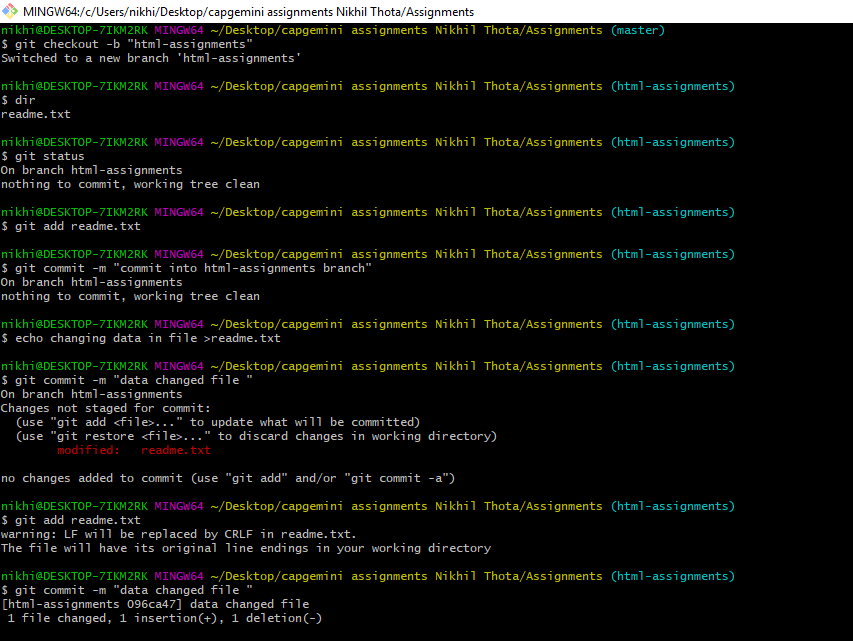 MINGW64:/c/Users/nikhi/Desktop/capgemini assignments Nikhil Thota/Assignments
nikhi@DESKTOP-7IKM2RK MINGW64 ~/Desktop/capgemini assignments Nikhil Thota/Assignments (master)
$ git checkout -b "html-assignments"
Switched to a new branch 'html-assignments'
nikhi@DESKTOP-7IKM2RK MINGW64 ~/Desktop/capgemini assignments Nikhil Thota/Assignments (html-assignments)
$ dir
readme.txt
nikhi@DESKTOP-7IKM2RK MINGW64 ~/Desktop/capgemini assignments Nikhil Thota/Assignments (html-assignments)
$ git status
On branch html-assignments
nothing to commit, working tree clean
nikhi@DESKTOP-7IKM2RK MINGW64 ~/Desktop/capgemini assignments Nikhil Thota/Assignments (html-assignments)
$ git add readme.txt
nikhi@DESKTOP-7IKM2RK MINGW64 ~/Desktop/capgemini assignments Nikhil Thota/Assignments (html-assignments)
$ git commit -m "commit into html-assignments branch"
On branch html-assignments
nothing to commit, working tree clean
nikhi@DESKTOP-7IKM2RK MINGW64 ~/Desktop/capgemini assignments Nikhil Thota/Assignments (html-assignments)
$ echo changing data in file >readme.txt
nikhi@DESKTOP-7IKM2RK MINGW64 ~/Desktop/capgemini assignments Nikhil Thota/Assignments (html-assignments)
$ git commit -m "data changed file "
On branch html-assignments
Changes not staged for commit:
  (use "git add <file>..." to update what will be committed)
  (use "git restore <file>..." to discard changes in working directory)
        modified:   readme.txt
no changes added to commit (use "git add" and/or "git commit -a")
nikhi@DESKTOP-7IKM2RK MINGW64 ~/Desktop/capgemini assignments Nikhil Thota/Assignments (html-assignments)
$ git add readme.txt
warning: LF will be replaced by CRLF in readme.txt.
The file will have its original line endings in your working directory
nikhi@DESKTOP-7IKM2RK MINGW64 ~/Desktop/capgemini assignments Nikhil Thota/Assignments (html-assignments)
$ git commit -m "data changed file "
[html-assignments 096ca47] data changed file
 1 file changed, 1 insertion(+), 1 deletion(-)